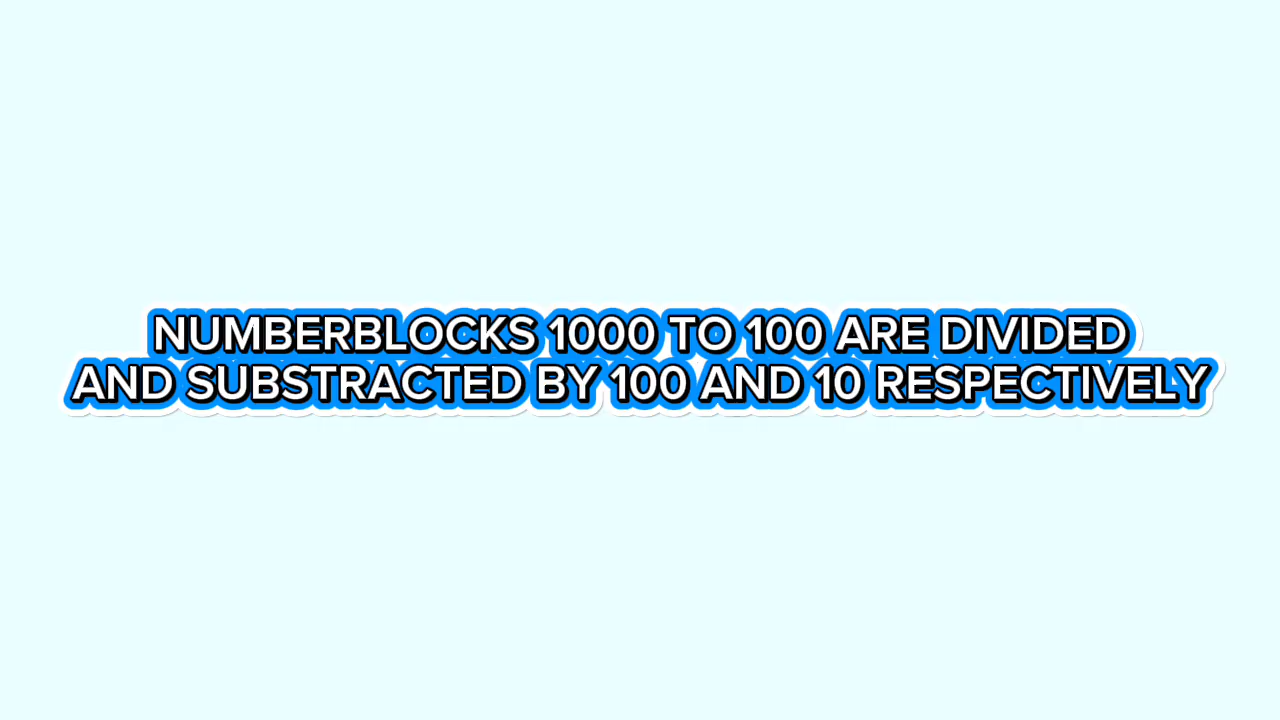 NUMBERBLOCKS 1000 TO 100 ARE DIVIDED
AND SUBSTRACTED BY 100 AND 10 RESPECTIVELY